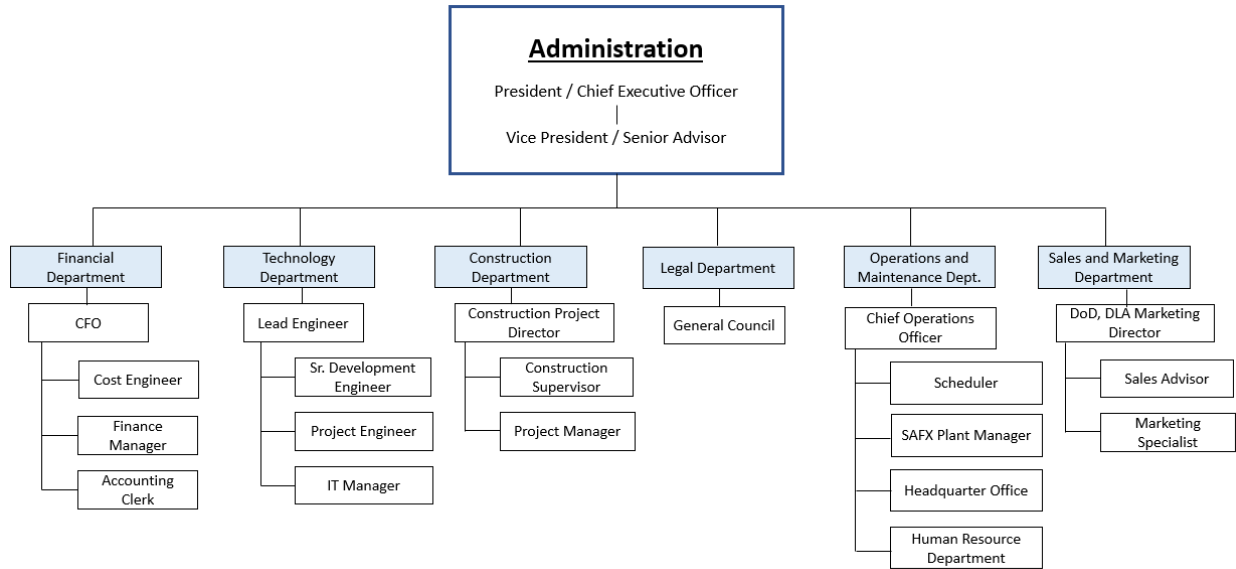 Administration
President / Chief Executive Officer
Vice President / Senior Advisor
Financial
Department
Technology
Department
Construction
Department
Legal Department
Operations and
Maintenance Dept.
Sales and Marketing
Department
CFO
Cost Engineer
Finance
Manager
Accounting
Clerk
Lead Engineer
Sr. Development
Engineer
Project Engineer
IT Manager
Construction Project
Director
Construction
Supervisor
Project Manager
General Council
Chief Operations
Officer
Scheduler
SAFX Plant Manager
Headquarter Office
Human Resource
Department
DoD, DLA Marketing
Director
Sales Advisor
Marketing
Specialist